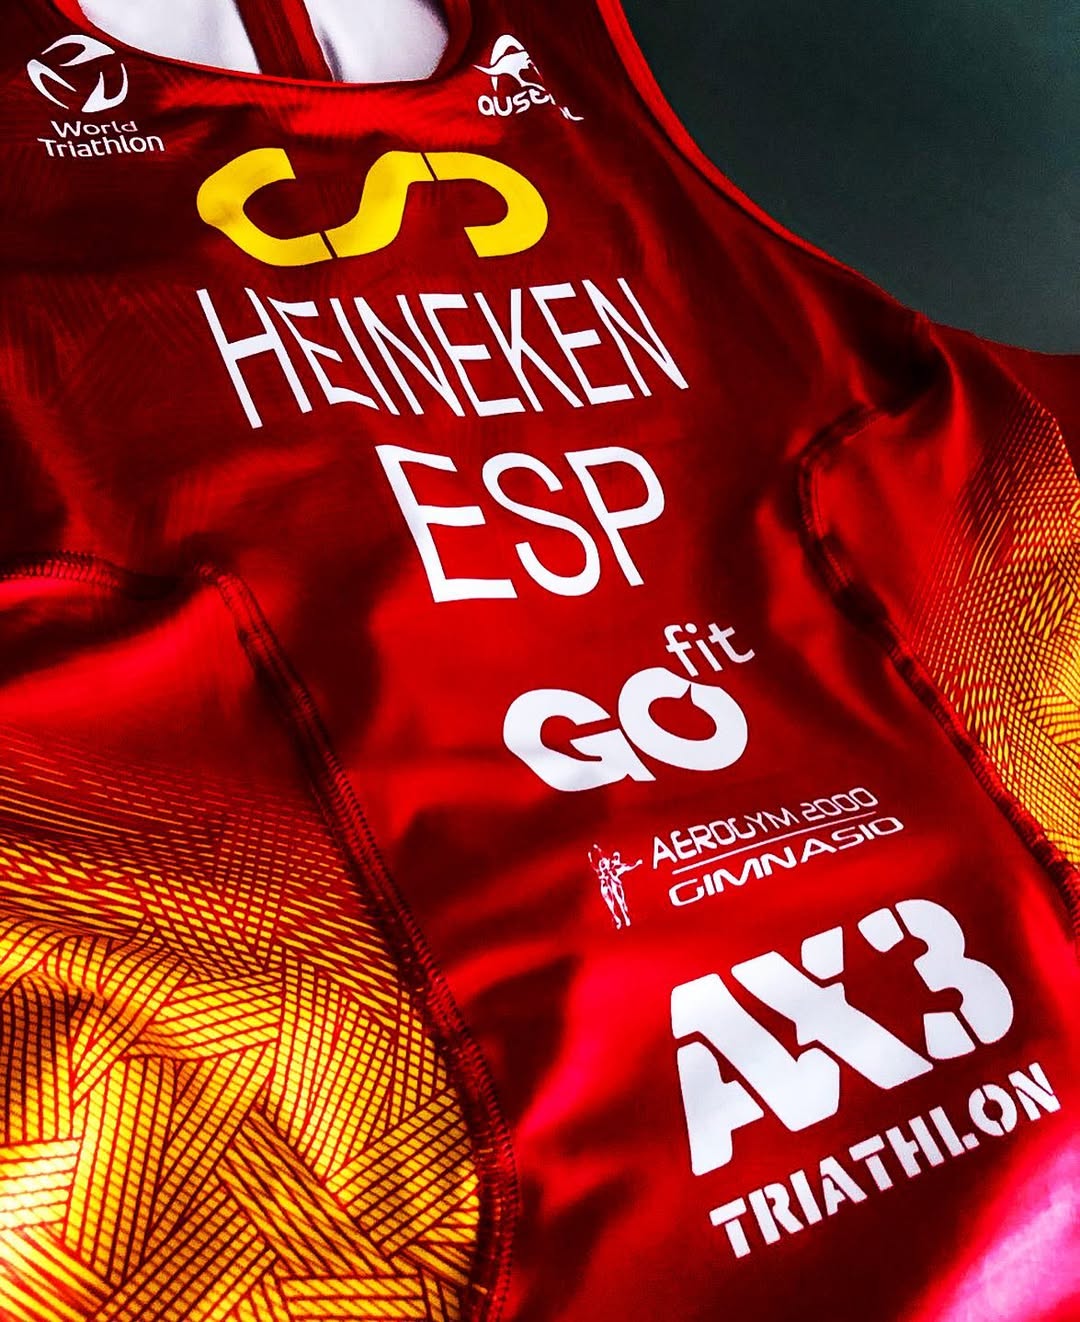 World
Triathlon
HEINEKEN
ESP
GO fit
AEROGYM 2000
GIMNASIO
AX3
TRIATHLON